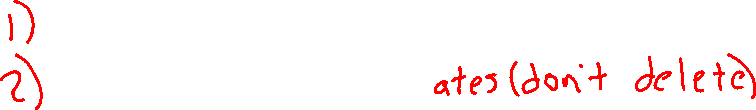 1)
2) ates (don't delete)